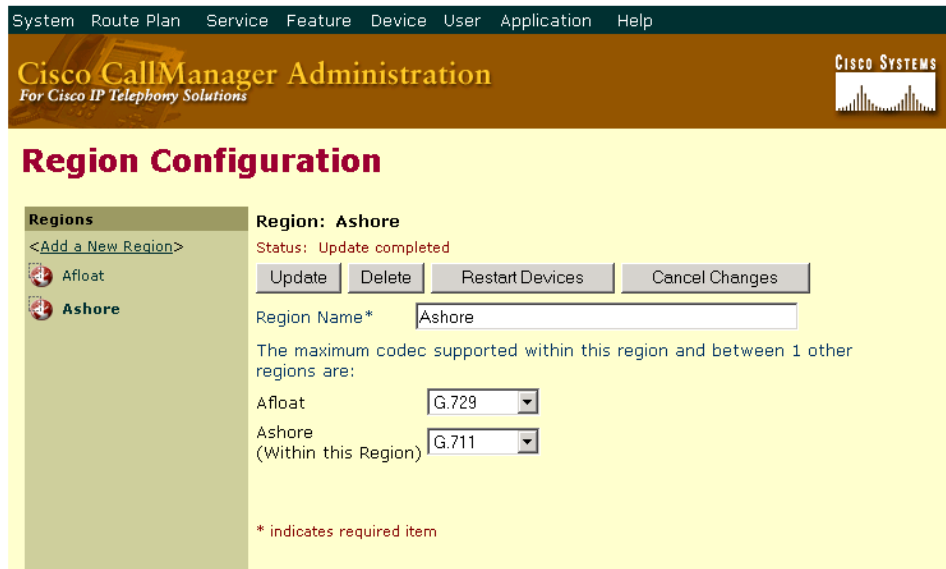 System Route Plan Service Feature Device User Application Help
Cisco CallManager Administration
For Cisco IP Telephony Solutions
CISCO SYSTEMS
Region Configuration
Regions
<Add a New Region>
Afloat
Ashore
Region: Ashore
Status: Update completed
Update Delete Restart Devices Cancel Changes
Region Name* Ashore
The maximum codec supported within this region and between 1 other
regions are:
Afloat G.729
Ashore
(Within this Region) G.711
* indicates required item